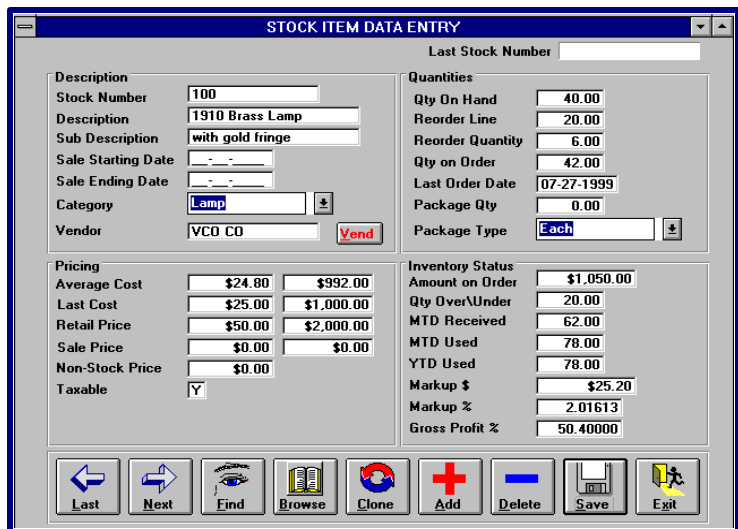 STOCK ITEM DATA ENTRY
Last Stock Number
Description
Stock Number 100
Description 1910 Brass Lamp
Sub Description with gold fringe
Sale Starting Date __-__-____
Sale Ending Date __-__-____
Category Lamp
Vendor VCO CO Vend
Quantities
Qty On Hand 40.00
Reorder Line 20.00
Reorder Quantity 6.00
Qty on Order 42.00
Last Order Date 07-27-1999
Package Qty 0.00
Package Type Each
Pricing
Average Cost $24.80 $992.00
Last Cost $25.00 $1,000.00
Retail Price $50.00 $2,000.00
Sale Price $0.00 $0.00
Non-Stock Price $0.00
Taxable Y
Inventory Status
Amount on Order $1,050.00
Qty Over\Under 20.00
MTD Received 62.00
MTD Used 78.00
YTD Used 78.00
Markup $ $25.20
Markup % 2.01613
Gross Profit % 50.40000
Last Next Find Browse Clone Add Delete Save Exit